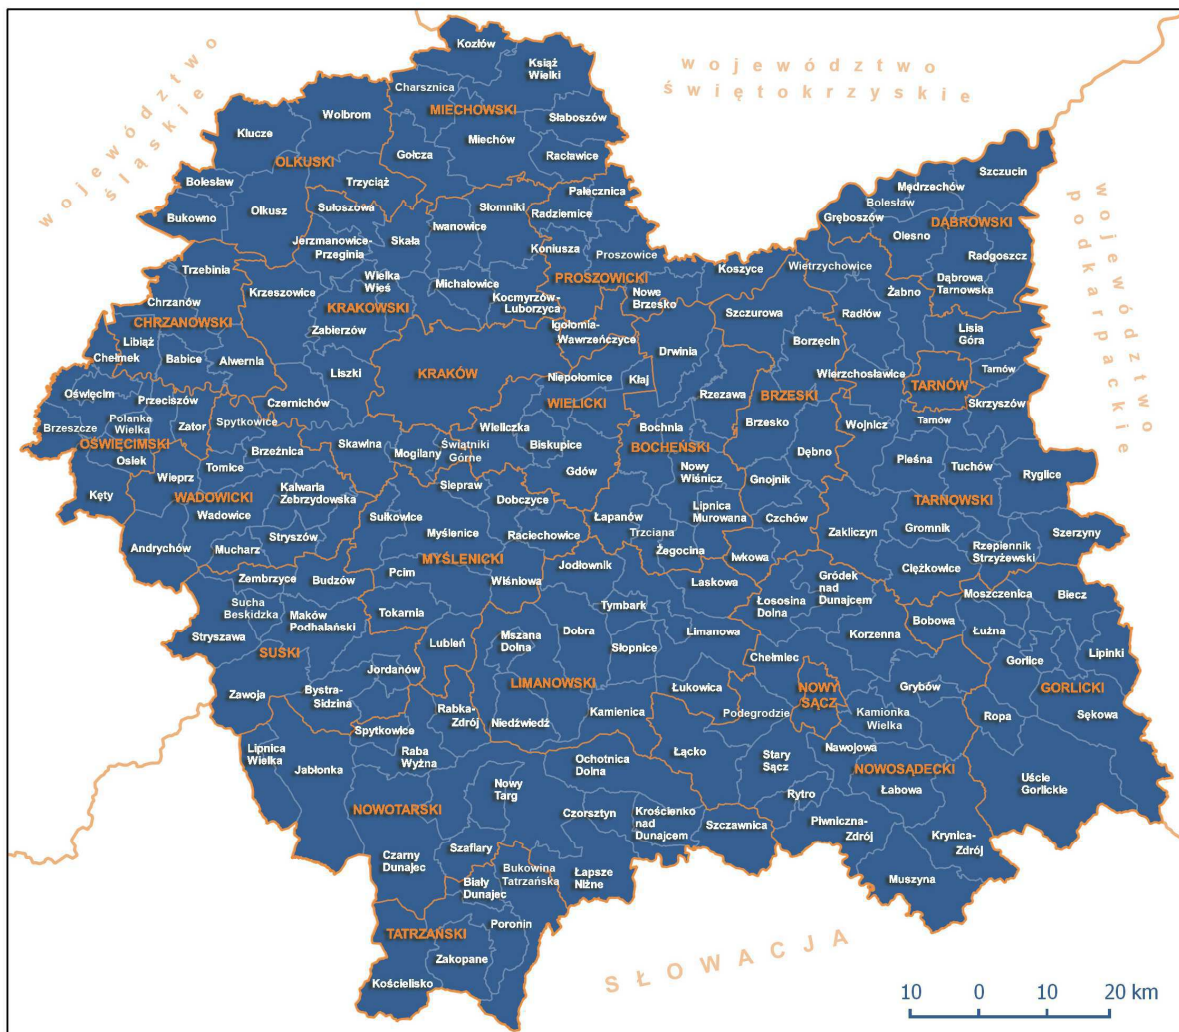 województwo
śląskie
województwo
świętokrzyskie
województwo
podkarpackie
Kozłów
Książ
Wielki
Charsznica
MIECHOWSKI
Wolbrom
Słaboszów
Klucze
Miechów
Gołcza
Racławice
OLKUSKI
Szczucin
Bolesław
Trzyciąż
Pałecznica
Mędrzechów
Bolesław
Bukowno
Olkusz
Sułoszowa
Słomniki
Radziemice
Gręboszów
DĄBROWSKI
Iwanowice
Olesno
Jerzmanowice-
Przeginia
Skała
Koniusza
Proszowice
Radgoszcz
Trzebinia
Koszyce
Wietrzychowice
PROSZOWICKI
Dąbrowa
Tarnowska
Wielka
Wieś
Michałowice
Krzeszowice
Nowe
Brzesko
Żabno
Chrzanów
KRAKOWSKI
Kocmyrzów-
Luborzyca
Szczurowa
Radłów
CHRZANOWSKI
Zabierzów
Igołomia-
Wawrzeńczyce
Lisia
Góra
Libiąż
Borzęcin
Chełmek
Babice
Alwernia
Drwinia
Liszki
KRAKÓW
Niepołomice
Kłaj
Wierzchosławice
TARNÓW
Tarnów
Oświęcim
Przeciszów
Rzezawa
BRZESKI
Czernichów
WIELICKI
Skrzyszów
Brzeszcze
Polanka
Wielka
Zator
Spytkowice
Wieliczka
Bochnia
Brzesko
Wojnicz
Tarnów
OŚWIĘCIMSKI
Skawina
Mogilany
Świątniki
Górne
Biskupice
BOCHEŃSKI
Osiek
Brzeźnica
Dębno
Pleśna
Tuchów
Wieprz
Tomice
Gdów
Nowy
Wiśnicz
Gnojnik
Ryglice
Kęty
WADOWICKI
Kalwaria
Zebrzydowska
Siepraw
Dobczyce
TARNOWSKI
Wadowice
Sułkowice
Łapanów
Lipnica
Murowana
Czchów
Andrychów
Mucharz
Stryszów
Myślenice
Raciechowice
Trzciana
Zakliczyn
Gromnik
Szerzyny
Żegocina
Iwkowa
Rzepiennik
Strzyżewski
MYŚLENICKI
Jodłownik
Zembrzyce
Budzów
Pcim
Wiśniowa
Laskowa
Ciężkowice
Gródek
nad
Dunajcem
Sucha
Beskidzka
Maków
Podhalański
Tokarnia
Tymbark
Łososina
Dolna
Moszczenica
Biecz
Stryszawa
Lubień
Mszana
Dolna
Dobra
Limanowa
Korzenna
Bobowa
Łużna
SUSKI
Słopnice
Chełmiec
Gorlice
Lipinki
Jordanów
LIMANOWSKI
Łukowica
NOWY
SĄCZ
Grybów
GORLICKI
Zawoja
Bystra-
Sidzina
Rabka-
Zdrój
Niedźwiedź
Kamienica
Podegrodzie
Kamionka
Wielka
Ropa
Sękowa
Spytkowice
Lipnica
Wielka
Raba
Wyżna
Łącko
Stary
Sącz
Nawojowa
Jabłonka
Ochotnica
Dolna
NOWOSĄDECKI
Uście
Gorlickie
Nowy
Targ
Rytro
Łabowa
NOWOTARSKI
Czorsztyn
Krościenko
nad
Dunajcem
Szczawnica
Piwniczna-
Zdrój
Krynica-
Zdrój
Szaflary
Czarny
Dunajec
Bukowina
Tatrzańska
Biały
Dunajec
Łapsze
Niżne
Muszyna
Poronin
TATRZAŃSKI
Zakopane
Kościelisko
SŁOWACJA
10 0 10 20 km